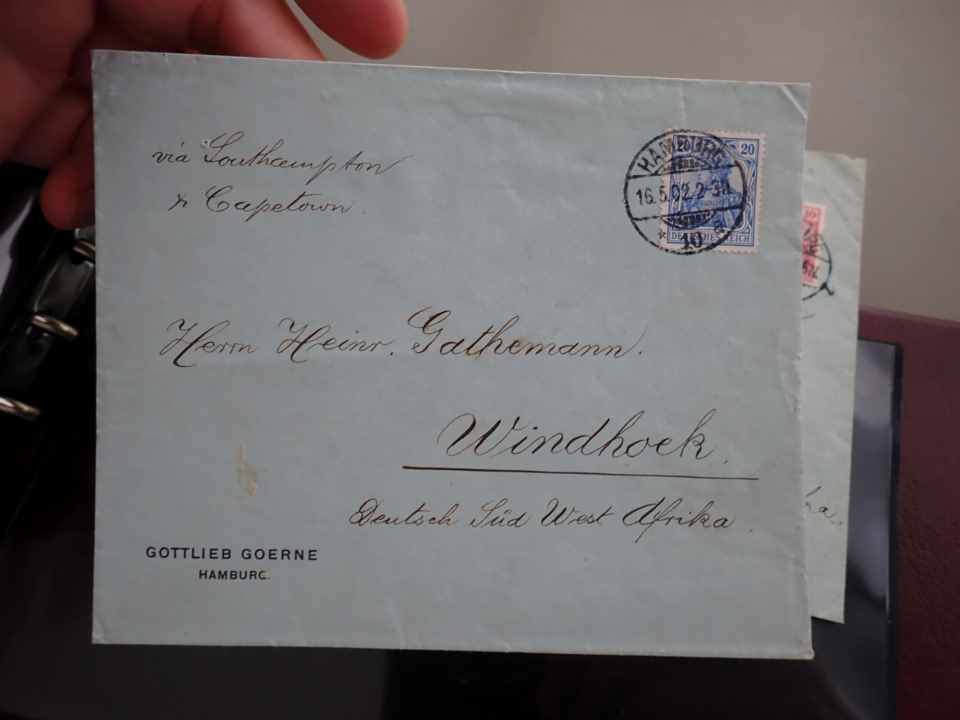 via Southampton
& Capetown.
HAMBURG
16.5.02.2-3N
* 10 a
20
DEUTSCHES REICH
Herrn Heinr. Gathemann.
Windhoek.
Deutsch Süd West Afrika.
GOTTLIEB GOERNE
HAMBURG.